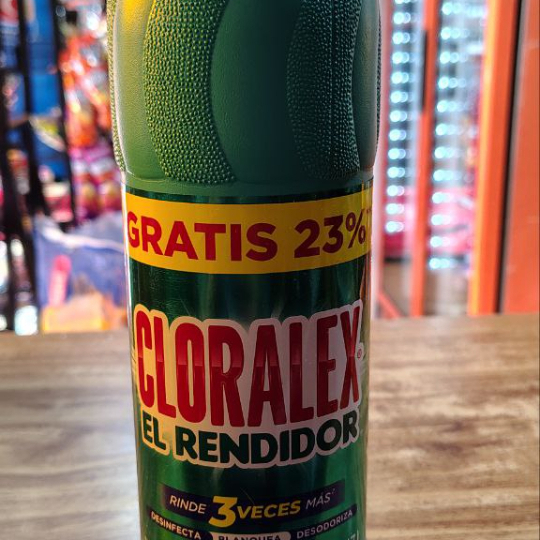 GRATIS 23%
CLORALEX
EL RENDIDOR
RINDE 3 VECES MÁS
DESINFECTA BLANQUEA DESODORIZA